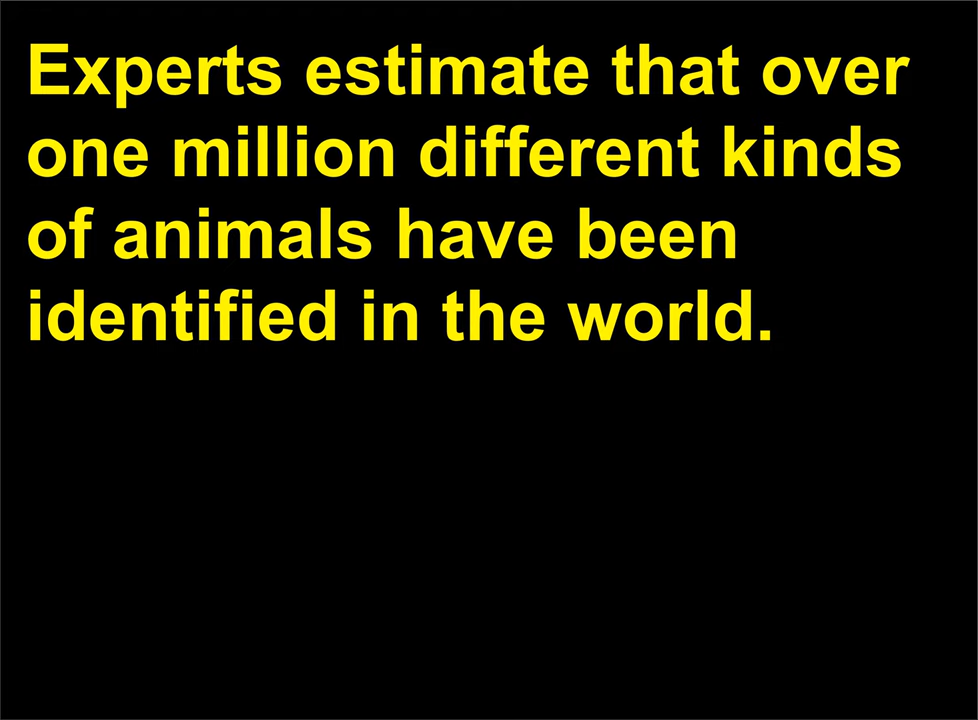 Experts estimate that over
one million different kinds
of animals have been
identified in the world.